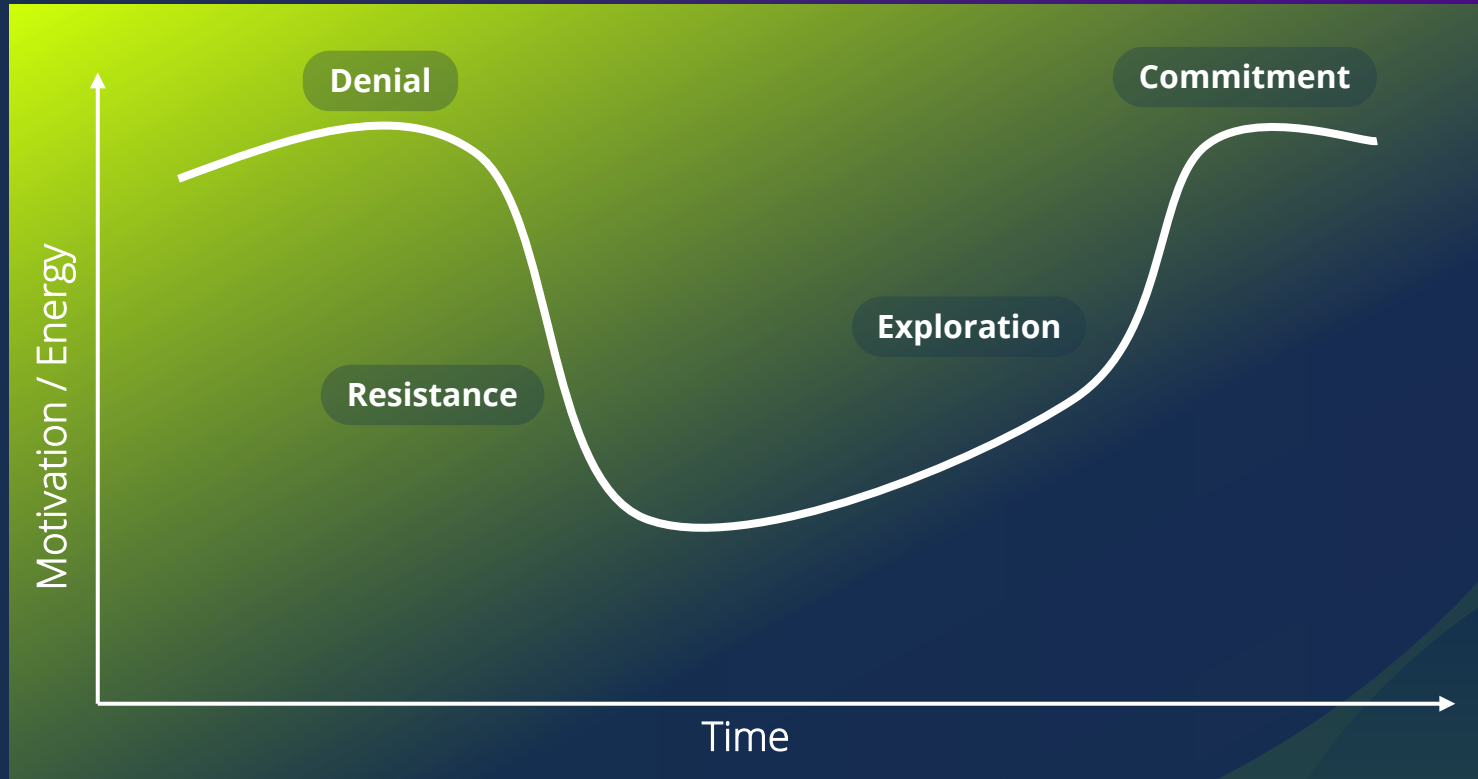 Denial
Commitment
Motivation / Energy
Exploration
Resistance
Time